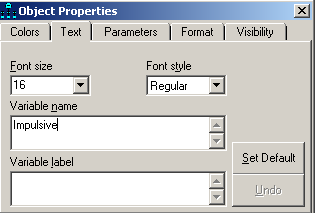 Object Properties
Colors Text Parameters Format Visibility
Font size Font style
16 Regular
Variable name
Impulsive
Set Default
Variable label
Undo